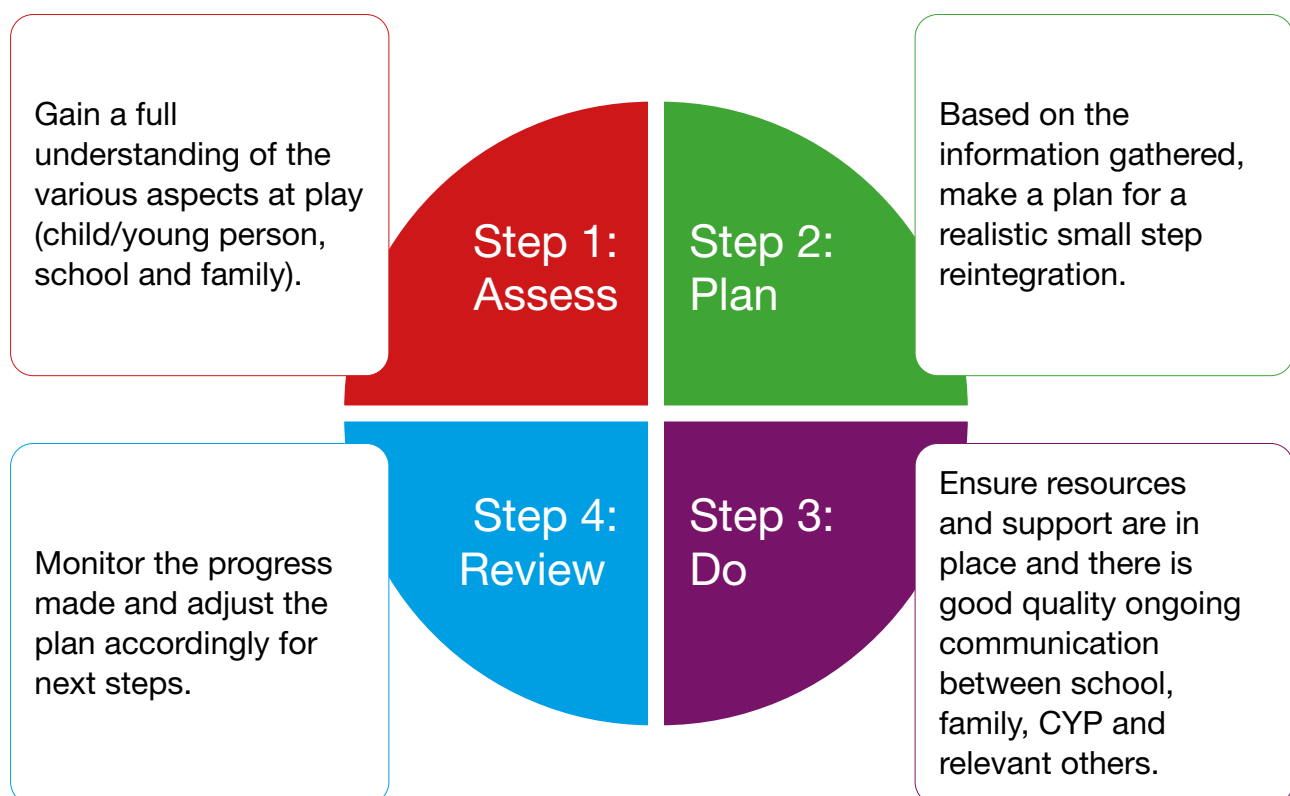 Gain a full
understanding of the
various aspects at play
(child/young person,
school and family).
Step 1:
Assess
Step 2:
Plan
Based on the
information gathered,
make a plan for a
realistic small step
reintegration.
Monitor the progress
made and adjust the
plan accordingly for
next steps.
Step 4:
Review
Step 3:
Do
Ensure resources
and support are in
place and there is
good quality ongoing
communication
between school,
family, CYP and
relevant others.